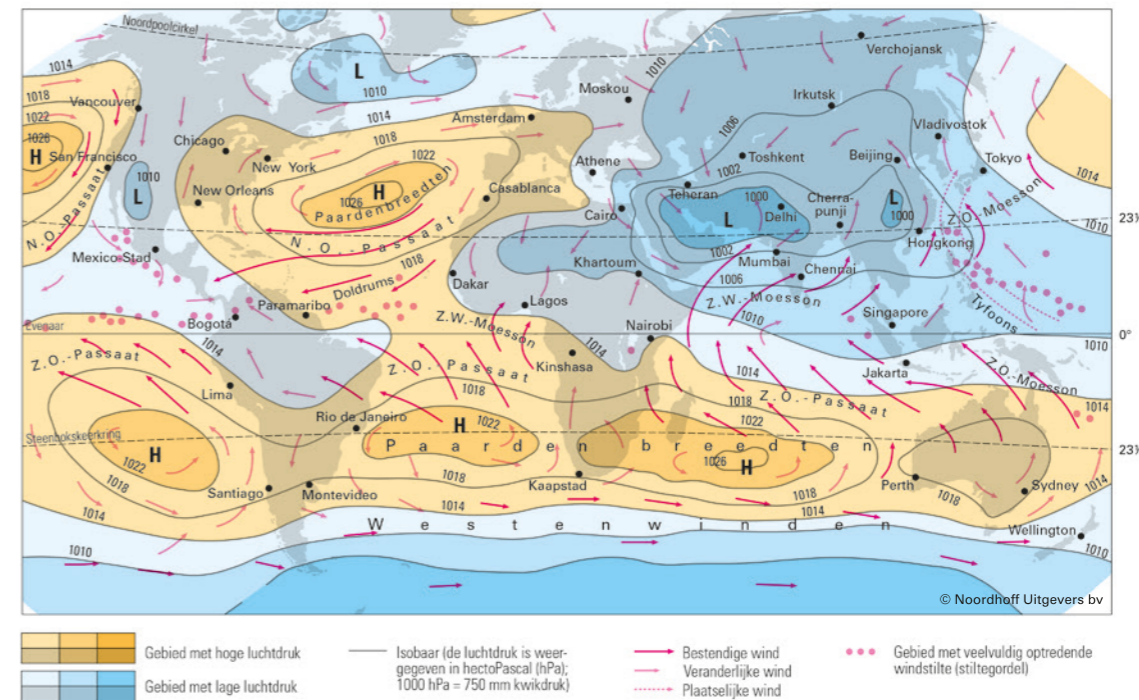 Noordpoolcirkel
1014
1018
1022
1026
H
Vancouver
San Francisco
N.O.-Passaat
1010
L
Mexico-Stad
Chicago
New York
New Orleans
L
1010
1014
1018
1022
H
1026
Paardenbreedten
N.O.-Passaat
1018
Doldrums
1014
Amsterdam
Casablanca
Moskou
Athene
Cairo
Khartoum
Dakar
Lagos
Paramaribo
Bogotá
Evenaar
0°
1010
1006
1002
Verchojansk
Irkutsk
Vladivostok
Toshkent
Beijing
Tokyo
1014
1010
Teheran
1000
L
Delhi
Cherra-
punji
L
1000
Z.O.-Moesson
23½
Hongkong
1002
Mumbai
Chennai
1006
Z.W.-Moesson
1010
Tyfoons
Singapore
Z.W.-Moesson
Nairobi
1014
Kinshasa
Jakarta
1010
Z.O.-Moesson
1014
Z.O.-Passaat
1014
Lima
Z.O.-Passaat
1018
1014
1018
Z.O.-Passaat
Rio de Janeiro
1022
H
1022
Steenbokskeerkring
Paardenbreedten
23½
H
1022
1026
H
1018
Santiago
Montevideo
1018
Kaapstad
1018
Perth
1018
Sydney
1014
1014
1014
1014
Westenwinden
Wellington
1010
1010
© Noordhoff Uitgevers bv
Gebied met hoge luchtdruk
Gebied met lage luchtdruk
Isobaar (de luchtdruk is weer-
gegeven in hectoPascal (hPa);
1000 hPa = 750 mm kwikdruk)
Bestendige wind
Veranderlijke wind
Plaatselijke wind
Gebied met veelvuldig optredende
windstilte (stiltegordel)